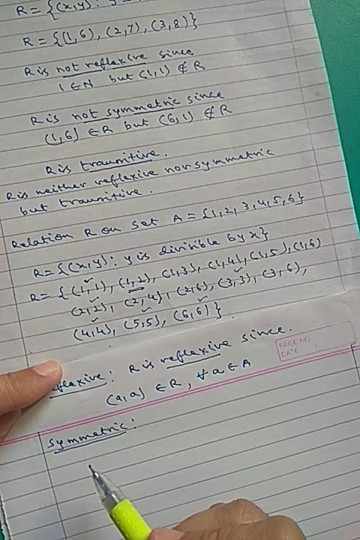 R = {(x,y):
R = {(1,6), (2,7), (3,8)}
R is not reflexive since
1 ∈ N but (1,1) ∉ R
R is not symmetric since
(1,6) ∈ R but (6,1) ∉ R
R is transitive.
R is neither reflexive nor symmetric
but transitive.
Relation R on set A = {1,2,3,4,5,6}
R = {(x,y): y is divisible by x}
R = {(1,1), (1,2), (1,3), (1,4), (1,5), (1,6)
(2,2), (2,4), (2,6), (3,3), (3,6),
(4,4), (5,5), (6,6)}
PAGE NO.
DATE
Reflexive: R is reflexive since.
(a,a) ∈ R, ∀ a ∈ A
Symmetric: